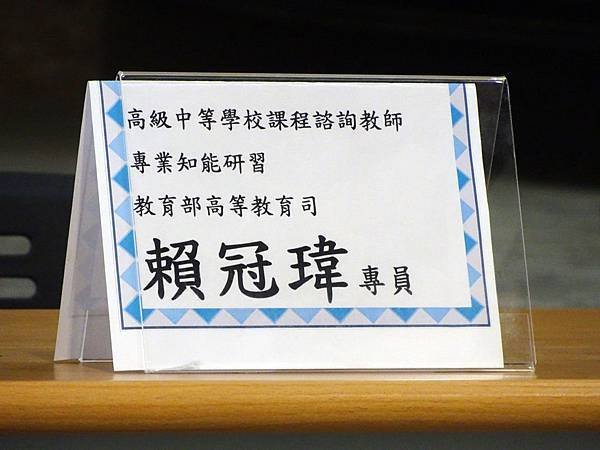 高級中等學校課程諮詢教師
專業知能研習
教育部高等教育司
賴冠瑋專員